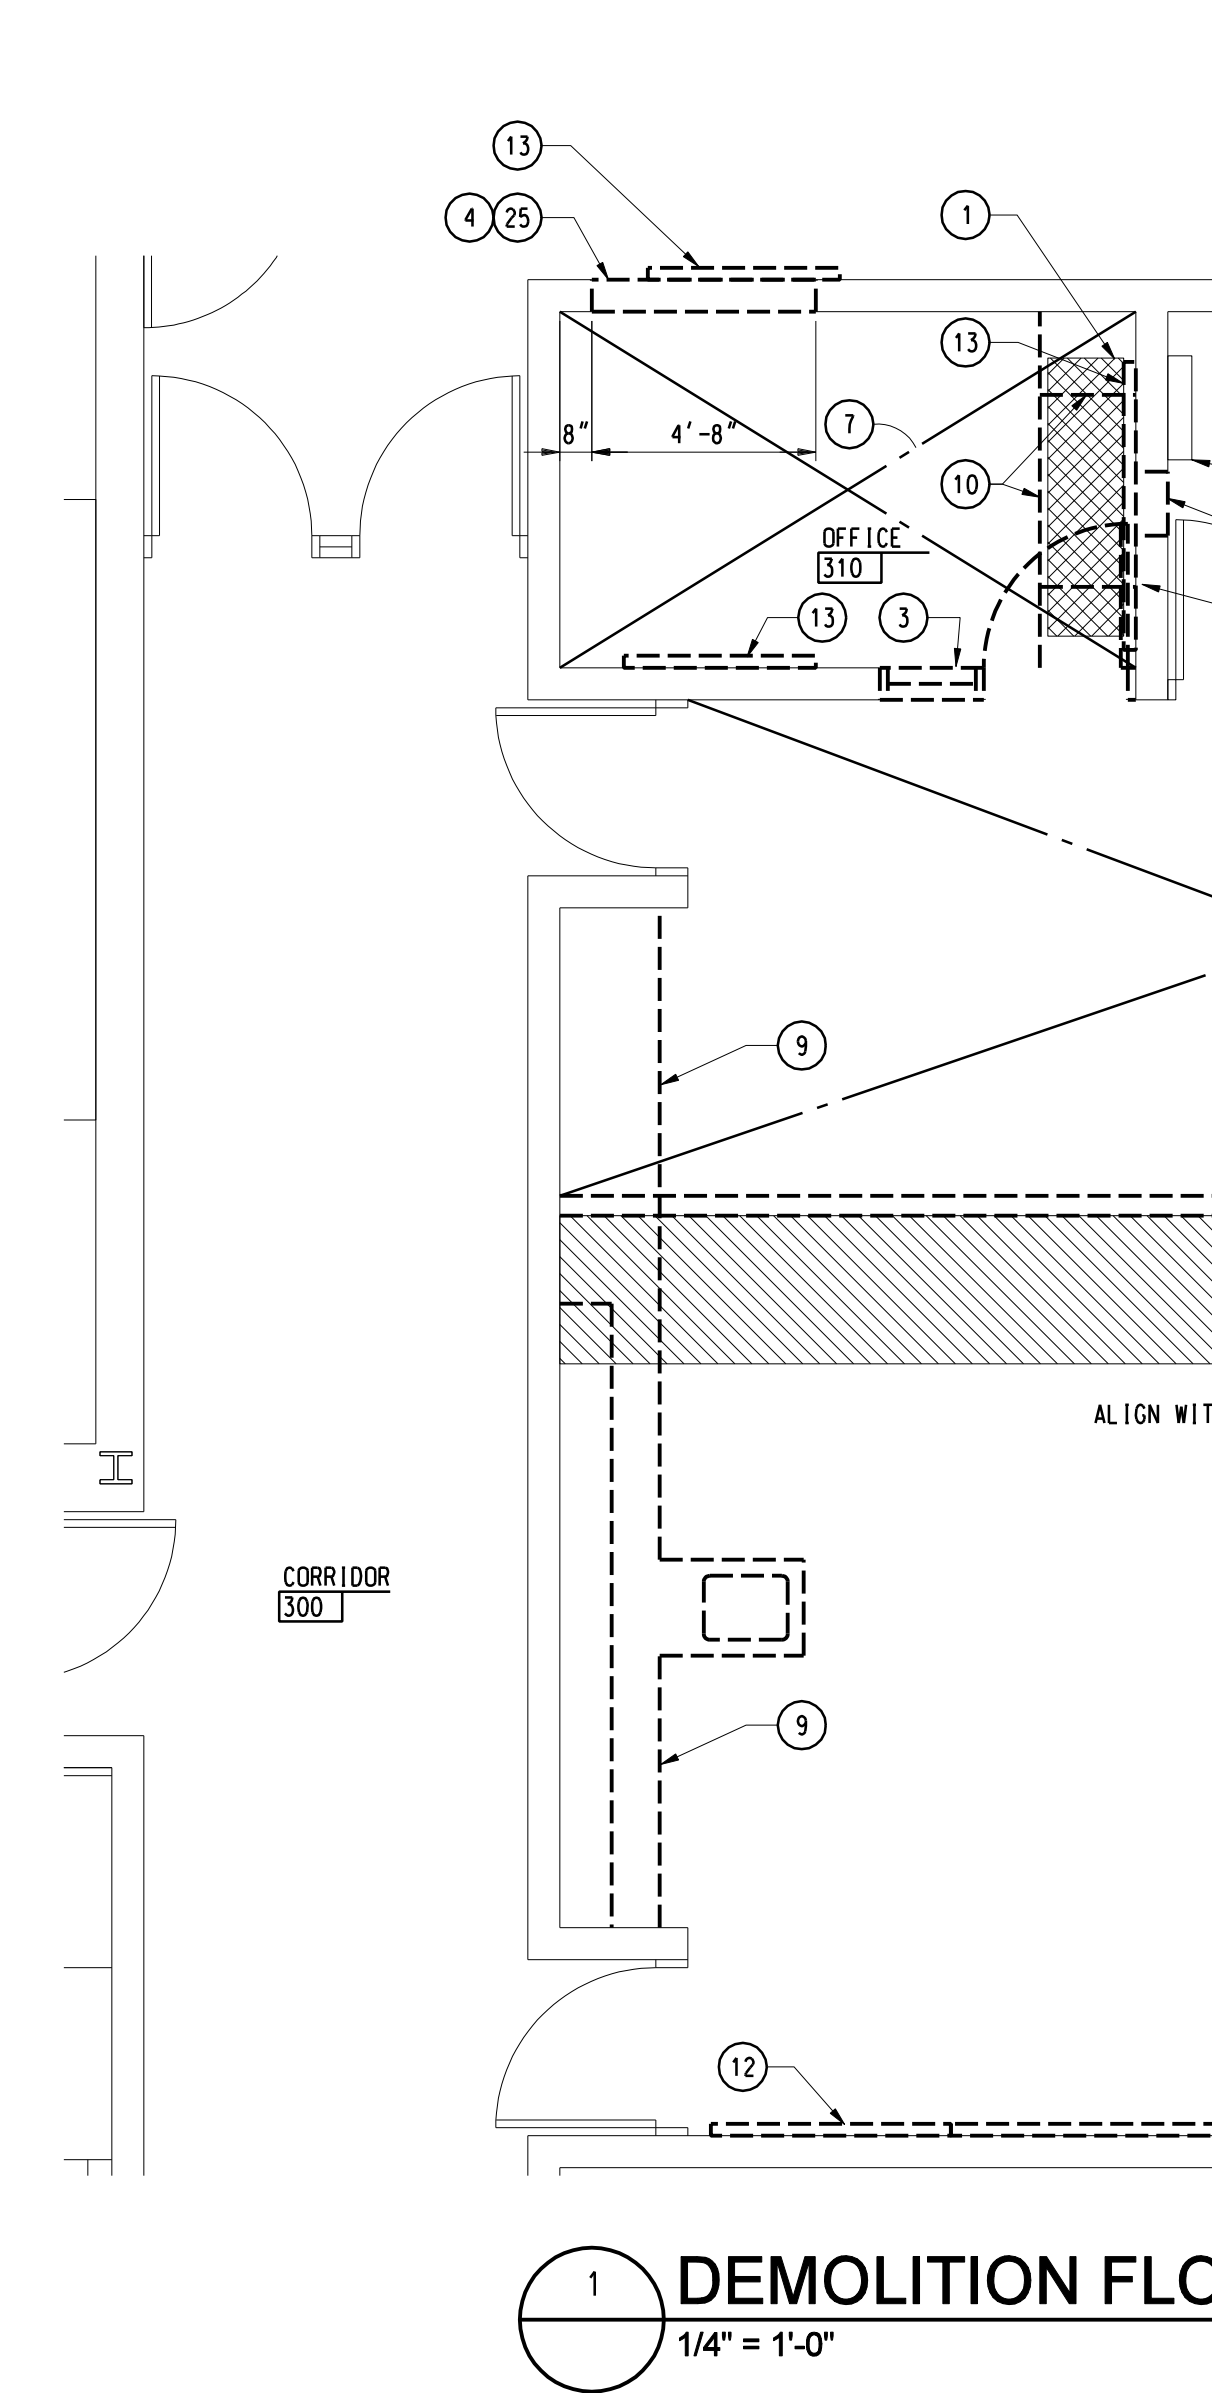 13
4 25
1
13
8" 4'-8"
7
10
OFFICE
310
13 3
9
ALIGN WIT
CORRIDOR
300
9
12
1
DEMOLITION FLO
1/4" = 1'-0"